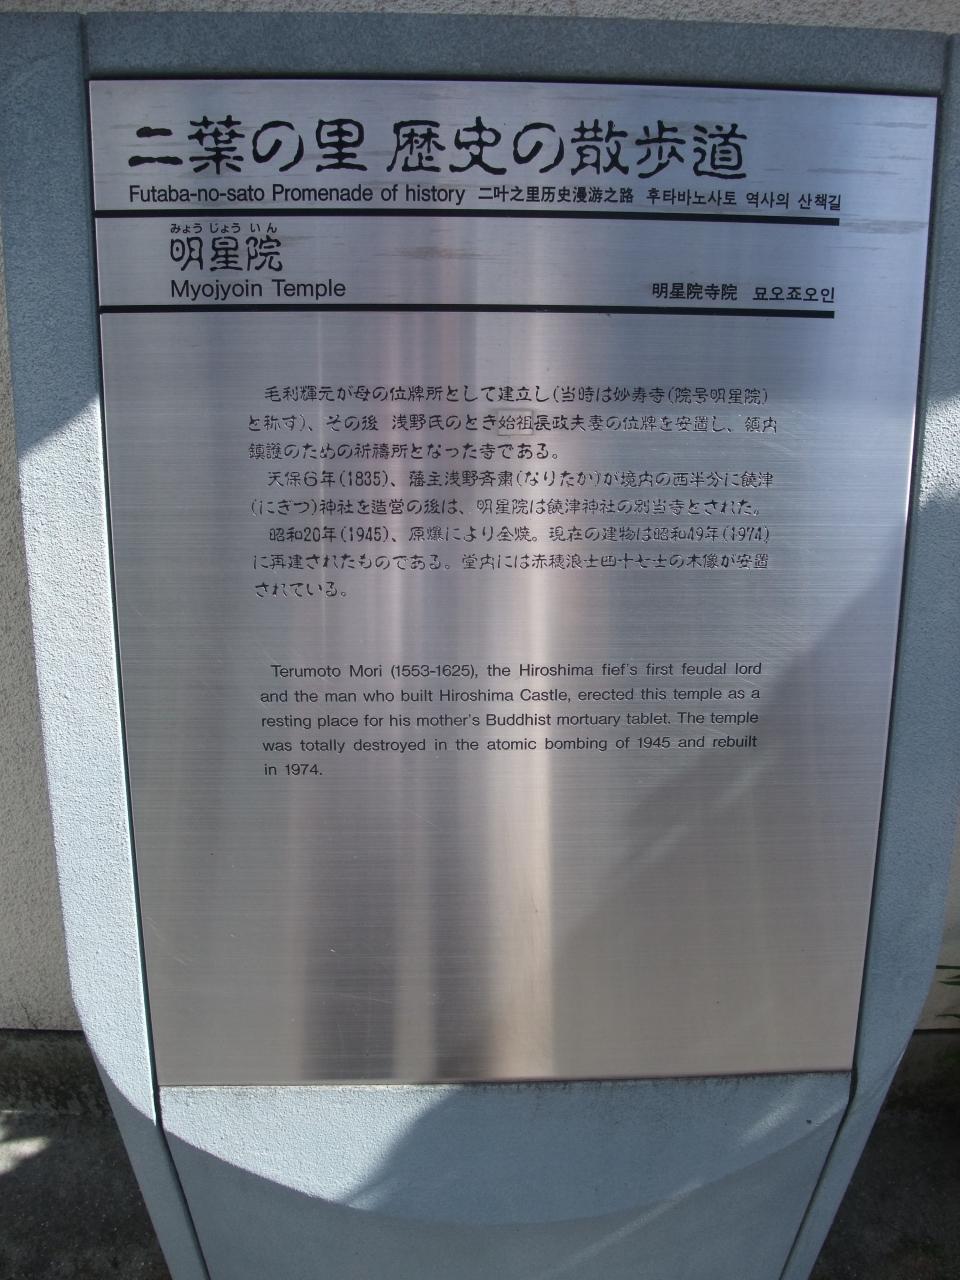 二葉の里 歴史の散歩道
Futaba-no-sato Promenade of history 二叶之里历史漫游之路 후타바노사토 역사의 산책길
みょう じょう いん
明星院
Myojyoin Temple 明星院寺院 묘오죠오인
毛利輝元が母の位牌所として建立し(当時は妙寿寺(院号明星院)
と称す)、その後 浅野氏のとき始祖長政夫妻の位牌を安置し、領内
鎮護のための祈禱所となった寺である。
天保6年(1835)、藩主浅野斉粛(なりたか)が境内の西半分に饒津
(にぎつ)神社を造営の後は、明星院は饒津神社の別当寺とされた。
昭和20年(1945)、原爆により全焼。現在の建物は昭和49年(1974)
に再建されたものである。堂内には赤穂浪士四十七士の木像が安置
されている。
Terumoto Mori (1553-1625), the Hiroshima fief's first feudal lord
and the man who built Hiroshima Castle, erected this temple as a
resting place for his mother's Buddhist mortuary tablet. The temple
was totally destroyed in the atomic bombing of 1945 and rebuilt
in 1974.